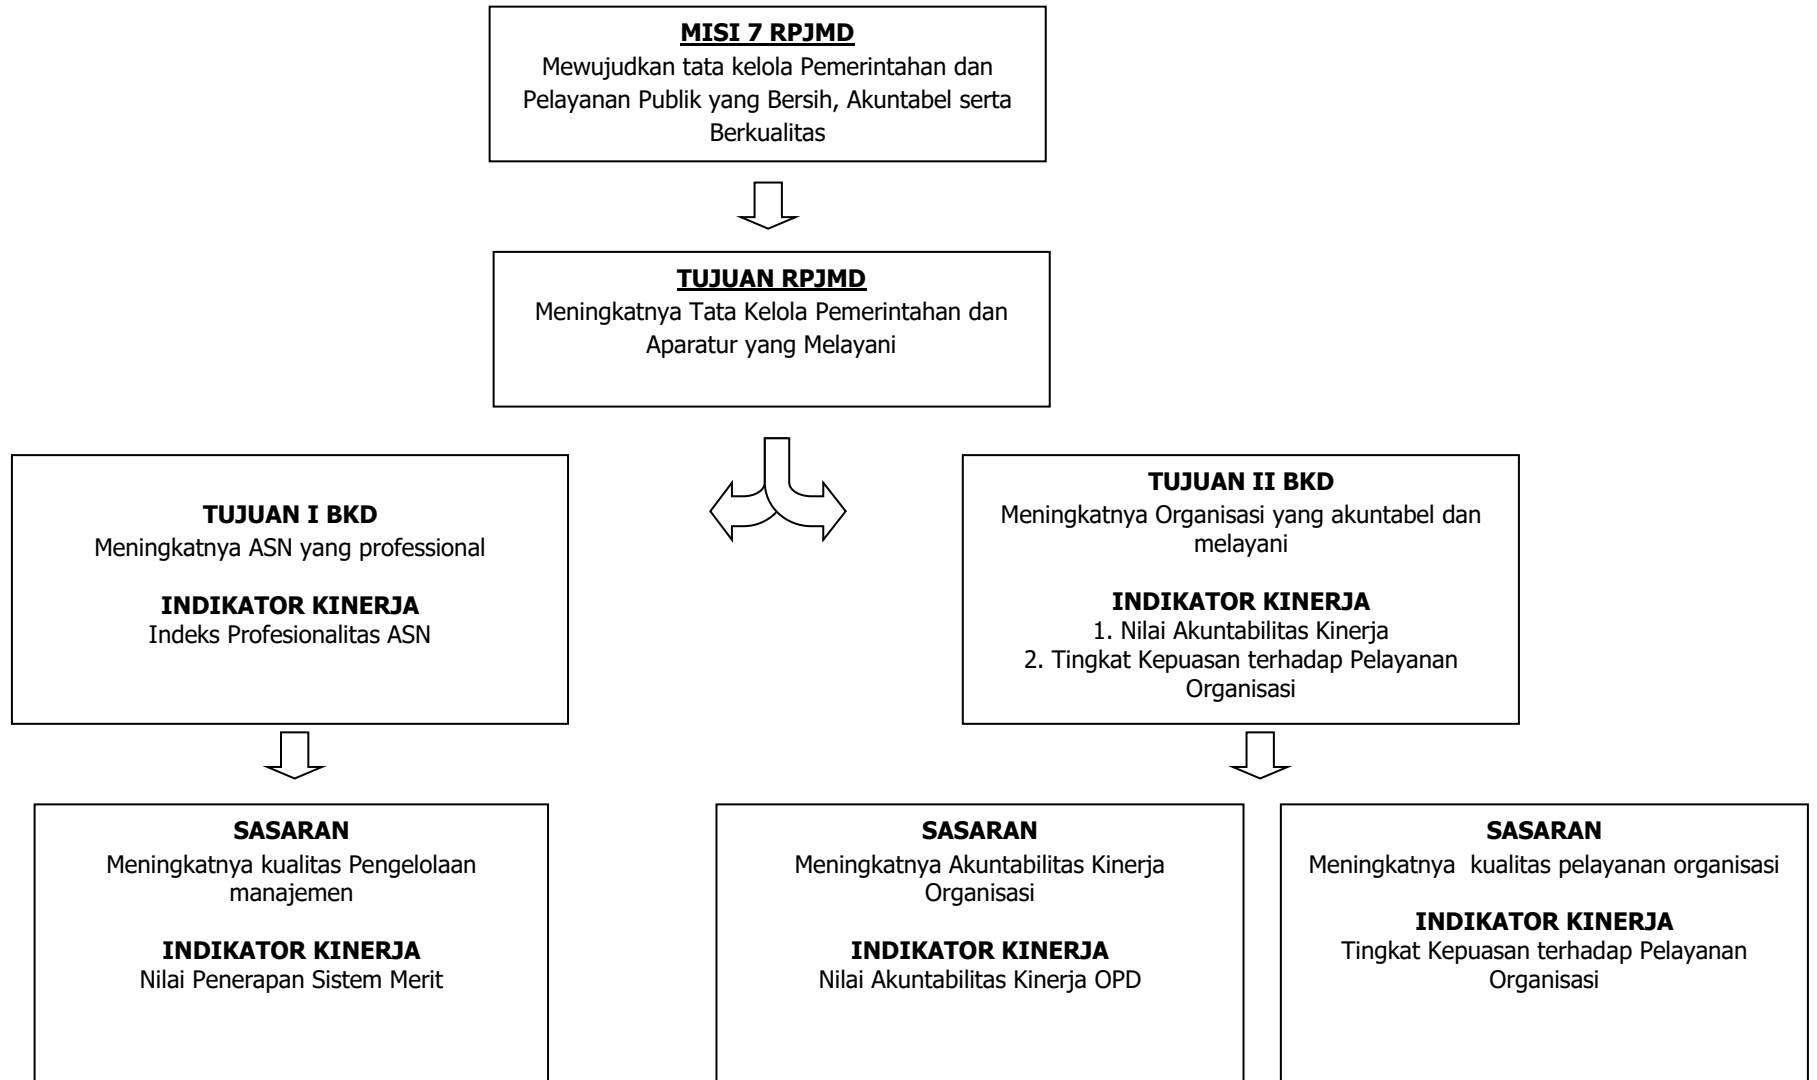 MISI 7 RPJMD
Mewujudkan tata kelola Pemerintahan dan
Pelayanan Publik yang Bersih, Akuntabel serta
Berkualitas
TUJUAN RPJMD
Meningkatnya Tata Kelola Pemerintahan dan
Aparatur yang Melayani
TUJUAN I BKD
Meningkatnya ASN yang professional
INDIKATOR KINERJA
Indeks Profesionalitas ASN
TUJUAN II BKD
Meningkatnya Organisasi yang akuntabel dan
melayani
INDIKATOR KINERJA
1. Nilai Akuntabilitas Kinerja
2. Tingkat Kepuasan terhadap Pelayanan
Organisasi
SASARAN
Meningkatnya kualitas Pengelolaan
manajemen
INDIKATOR KINERJA
Nilai Penerapan Sistem Merit
SASARAN
Meningkatnya Akuntabilitas Kinerja
Organisasi
INDIKATOR KINERJA
Nilai Akuntabilitas Kinerja OPD
SASARAN
Meningkatnya  kualitas pelayanan organisasi
INDIKATOR KINERJA
Tingkat Kepuasan terhadap Pelayanan
Organisasi